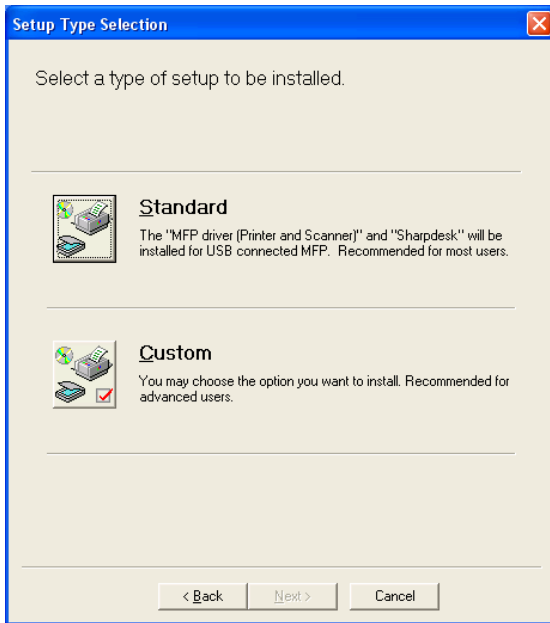 Setup Type Selection
Select a type of setup to be installed.
Standard
The "MFP driver (Printer and Scanner)" and "Sharpdesk" will be
installed for USB connected MFP.  Recommended for most users.
Custom
You may choose the option you want to install. Recommended for
advanced users.
< Back
Next >
Cancel